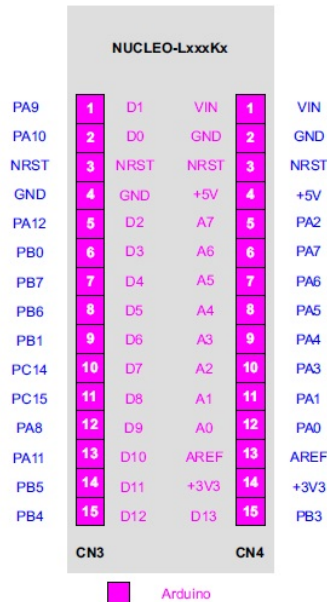 NUCLEO-LxxxKx
PA9 1 D1 VIN 1 VIN
PA10 2 D0 GND 2 GND
NRST 3 NRST NRST 3 NRST
GND 4 GND +5V 4 +5V
PA12 5 D2 A7 5 PA2
PB0 6 D3 A6 6 PA7
PB7 7 D4 A5 7 PA6
PB6 8 D5 A4 8 PA5
PB1 9 D6 A3 9 PA4
PC14 10 D7 A2 10 PA3
PC15 11 D8 A1 11 PA1
PA8 12 D9 A0 12 PA0
PA11 13 D10 AREF 13 AREF
PB5 14 D11 +3V3 14 +3V3
PB4 15 D12 D13 15 PB3
CN3 CN4
Arduino